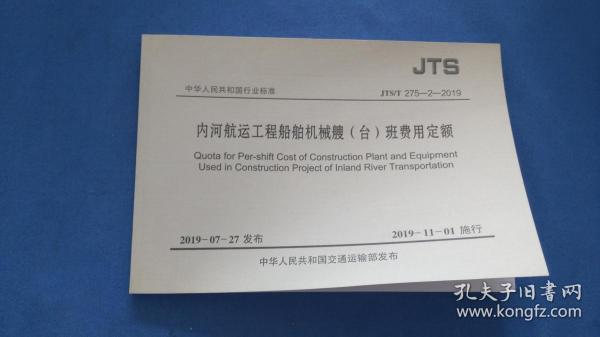 JTS
中华人民共和国行业标准
JTS/T 275-2-2019
内河航运工程船舶机械艘（台）班费用定额
Quota for Per-shift Cost of Construction Plant and Equipment
Used in Construction Project of Inland River Transportation
2019-07-27 发布
2019-11-01 施行
中华人民共和国交通运输部发布
孔夫子旧书网
www.kongfz.com